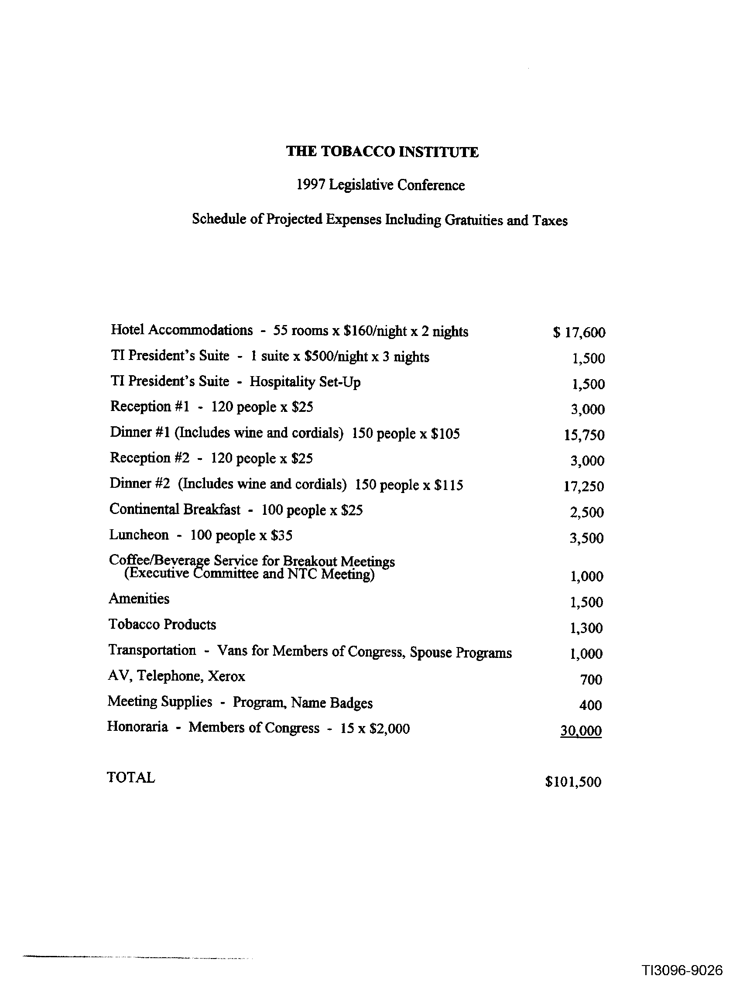 THE TOBACCO INSTITUTE
1997 Legislative Conference
Schedule of Projected Expenses Including Gratuities and Taxes
Hotel Accommodations - 55 rooms x $160/night x 2 nights $ 17,600
TI President's Suite - 1 suite x $500/night x 3 nights 1,500
TI President's Suite - Hospitality Set-Up 1,500
Reception #1 - 120 people x $25 3,000
Dinner #1 (Includes wine and cordials) 150 people x $105 15,750
Reception #2 - 120 people x $25 3,000
Dinner #2 (Includes wine and cordials) 150 people x $115 17,250
Continental Breakfast - 100 people x $25 2,500
Luncheon - 100 people x $35 3,500
Coffee/Beverage Service for Breakout Meetings
(Executive Committee and NTC Meeting) 1,000
Amenities 1,500
Tobacco Products 1,300
Transportation - Vans for Members of Congress, Spouse Programs 1,000
AV, Telephone, Xerox 700
Meeting Supplies - Program, Name Badges 400
Honoraria - Members of Congress - 15 x $2,000 30,000
TOTAL $101,500
TI3096-9026